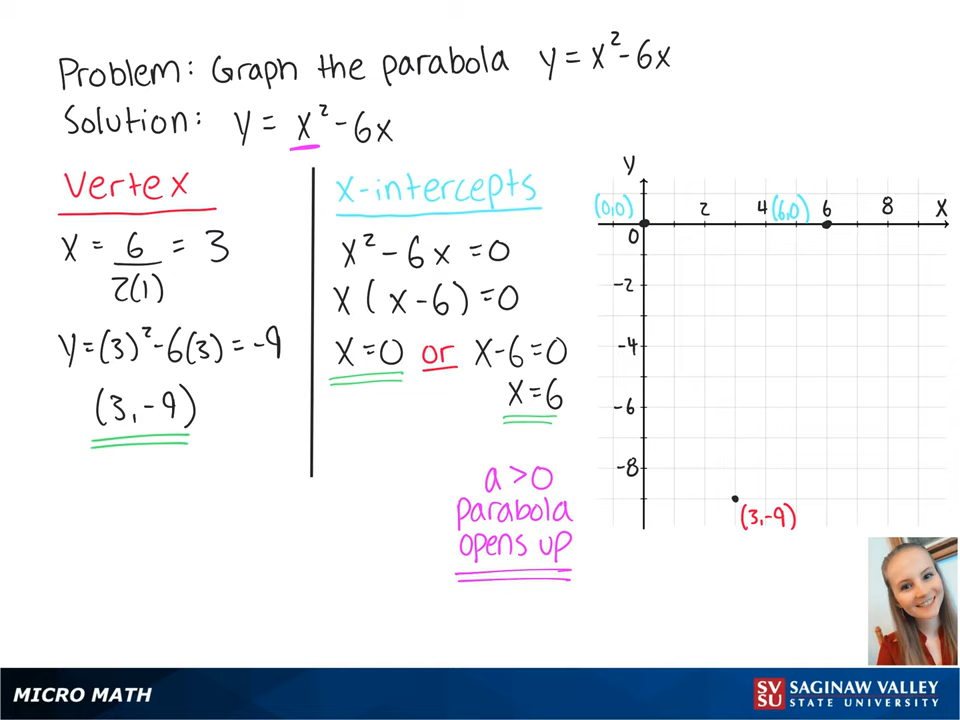 Problem: Graph the parabola y = x² - 6x
Solution: y = x² - 6x
Vertex
x = 6/2(1) = 3
y = (3)² - 6(3) = -9
(3, -9)
x-intercepts
x² - 6x = 0
x(x - 6) = 0
x = 0 or x - 6 = 0
x = 6
a > 0
parabola
opens up
y
(0,0) 2 4 (6,0) 6 8 x
0
-2
-4
-6
-8
(3, -9)
MICRO MATH
SV SU SAGINAW VALLEY
STATE UNIVERSITY